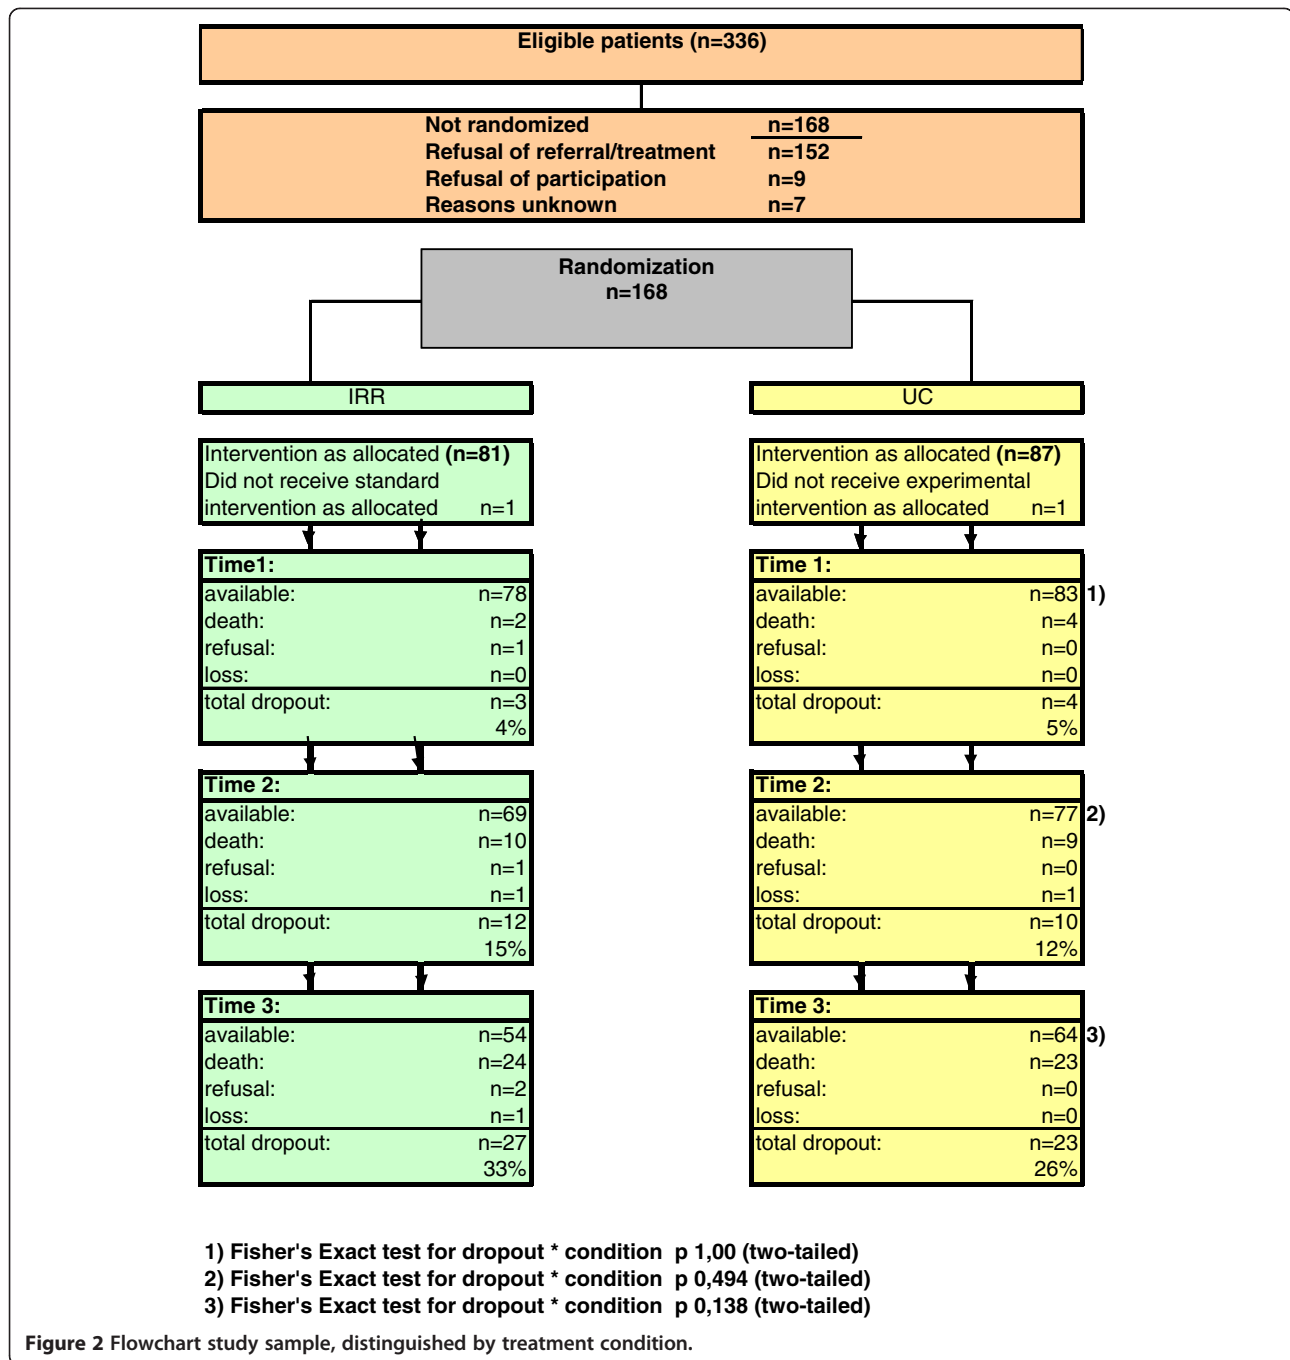 Eligible patients (n=336)
Not randomized n=168
Refusal of referral/treatment n=152
Refusal of participation n=9
Reasons unknown n=7
Randomization
n=168
IRR
Intervention as allocated (n=81)
Did not receive standard
intervention as allocated n=1
Time1:
available: n=78
death: n=2
refusal: n=1
loss: n=0
total dropout: n=3
4%
Time 2:
available: n=69
death: n=10
refusal: n=1
loss: n=1
total dropout: n=12
15%
Time 3:
available: n=54
death: n=24
refusal: n=2
loss: n=1
total dropout: n=27
33%
UC
Intervention as allocated (n=87)
Did not receive experimental
intervention as allocated n=1
Time 1:
available: n=83 1)
death: n=4
refusal: n=0
loss: n=0
total dropout: n=4
5%
Time 2:
available: n=77 2)
death: n=9
refusal: n=0
loss: n=1
total dropout: n=10
12%
Time 3:
available: n=64 3)
death: n=23
refusal: n=0
loss: n=0
total dropout: n=23
26%
1) Fisher's Exact test for dropout * condition p 1,00 (two-tailed)
2) Fisher's Exact test for dropout * condition p 0,494 (two-tailed)
3) Fisher's Exact test for dropout * condition p 0,138 (two-tailed)
Figure 2 Flowchart study sample, distinguished by treatment condition.